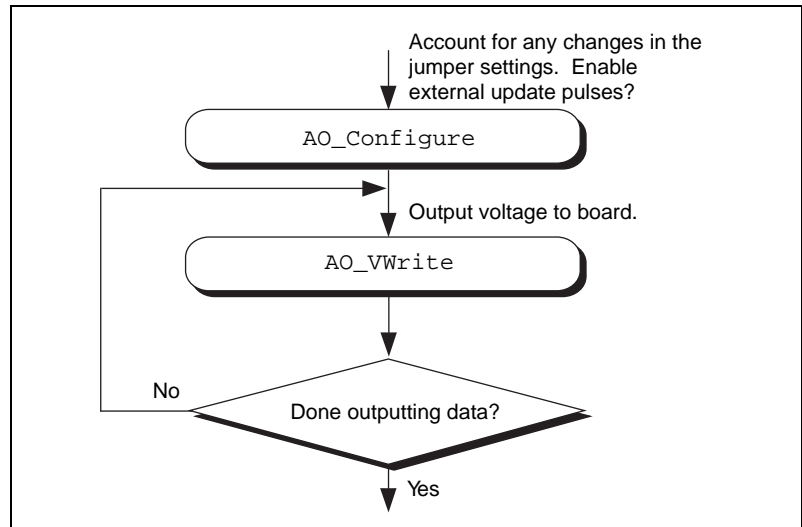 Account for any changes in the
jumper settings. Enable
external update pulses?
AO_Configure
Output voltage to board.
AO_VWrite
No
Done outputting data?
Yes